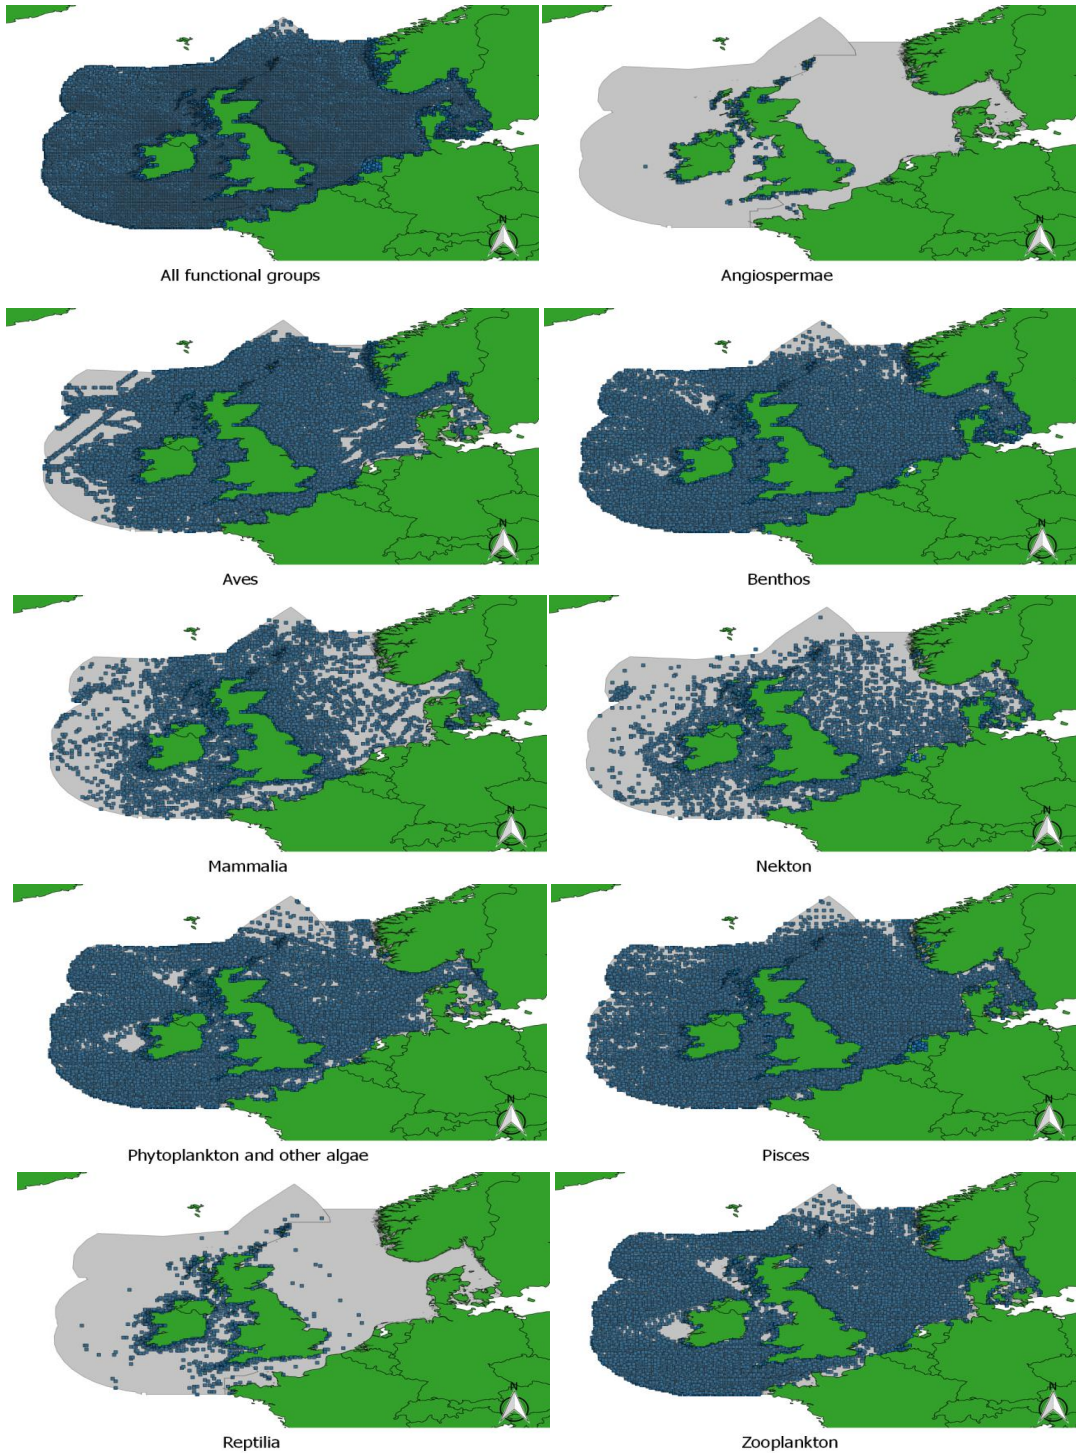 N
All functional groups
Angiospermae
N
N
Aves
Benthos
N
N
Mammalia
Nekton
N
N
Phytoplankton and other algae
Pisces
N
N
Reptilia
Zooplankton